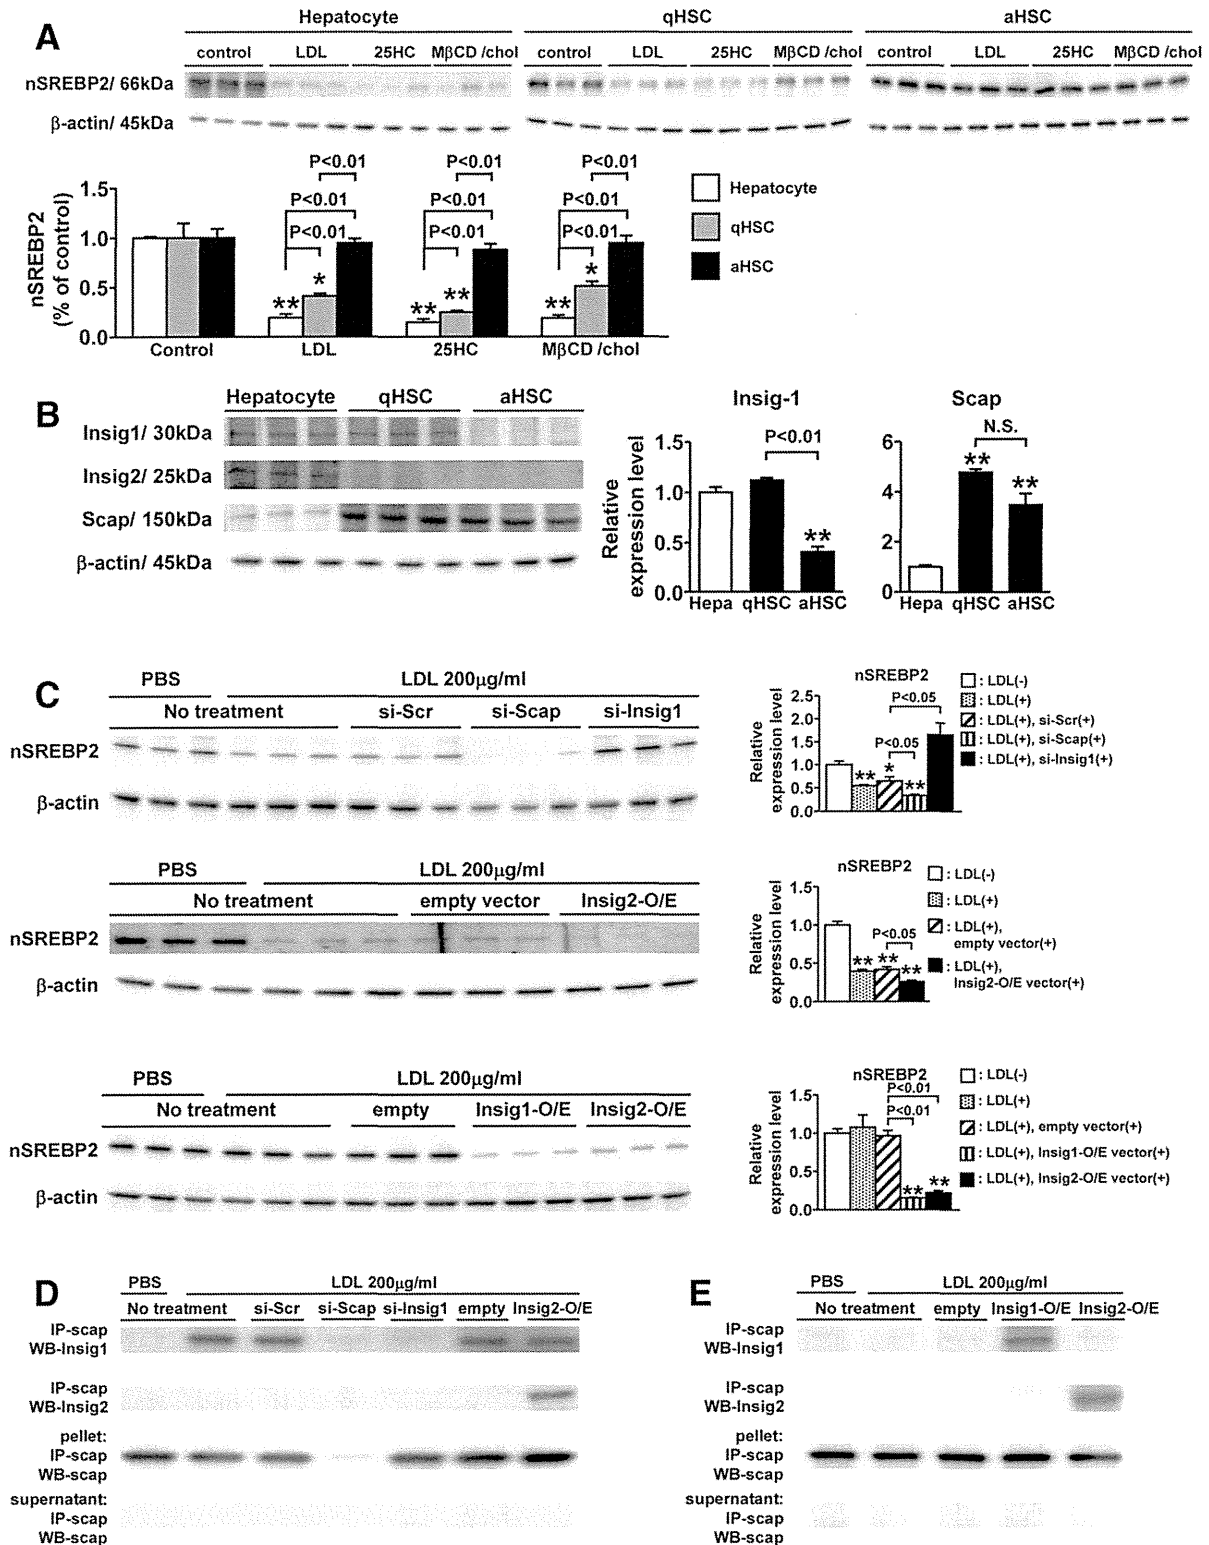 A
Hepatocyte qHSC aHSC
control LDL 25HC MβCD /chol control LDL 25HC MβCD /chol control LDL 25HC MβCD /chol
nSREBP2/ 66kDa
β-actin/ 45kDa
P<0.01 P<0.01 P<0.01
P<0.01 P<0.01 P<0.01
P<0.01 P<0.01 P<0.01
nSREBP2
(% of control)
1.5
1.0
0.5
0.0
** * ** ** ** *
Control LDL 25HC MβCD /chol
Hepatocyte
qHSC
aHSC
B
Hepatocyte qHSC aHSC
Insig1/ 30kDa
Insig2/ 25kDa
Scap/ 150kDa
β-actin/ 45kDa
Insig-1
Relative
expression level
1.5
1.0
0.5
0.0
P<0.01
**
Hepa qHSC aHSC
Scap
6
4
2
0
N.S.
** **
Hepa qHSC aHSC
C
PBS LDL 200μg/ml
No treatment si-Scr si-Scap si-Insig1
nSREBP2
β-actin
nSREBP2
Relative
expression level
2.5
2.0
1.5
1.0
0.5
0.0
P<0.05
P<0.05
** * **
: LDL(-)
: LDL(+)
: LDL(+), si-Scr(+)
: LDL(+), si-Scap(+)
: LDL(+), si-Insig1(+)
PBS LDL 200μg/ml
No treatment empty vector Insig2-O/E
nSREBP2
β-actin
nSREBP2
Relative
expression level
1.5
1.0
0.5
0.0
P<0.05
** ** **
: LDL(-)
: LDL(+)
: LDL(+),
empty vector(+)
: LDL(+),
Insig2-O/E vector(+)
PBS LDL 200μg/ml
No treatment empty Insig1-O/E Insig2-O/E
nSREBP2
β-actin
nSREBP2
Relative
expression level
1.5
1.0
0.5
0.0
P<0.01
P<0.01
** **
: LDL(-)
: LDL(+)
: LDL(+), empty vector(+)
: LDL(+), Insig1-O/E vector(+)
: LDL(+), Insig2-O/E vector(+)
D
PBS LDL 200μg/ml
No treatment si-Scr si-Scap si-Insig1 empty Insig2-O/E
IP-scap
WB-Insig1
IP-scap
WB-Insig2
pellet:
IP-scap
WB-scap
supernatant:
IP-scap
WB-scap
E
PBS LDL 200μg/ml
No treatment empty Insig1-O/E Insig2-O/E
IP-scap
WB-Insig1
IP-scap
WB-Insig2
pellet:
IP-scap
WB-scap
supernatant:
IP-scap
WB-scap